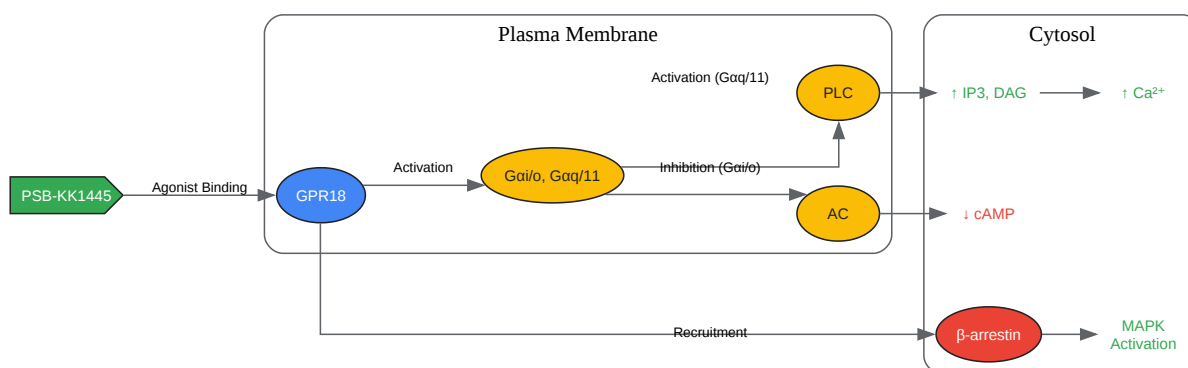 Plasma Membrane
Cytosol
Activation (Gαq/11)
PLC
↑ IP3, DAG
↑ Ca²⁺
PSB-KK1445
Agonist Binding
GPR18
Activation
Gαi/o, Gαq/11
Inhibition (Gαi/o)
AC
↓ cAMP
Recruitment
β-arrestin
MAPK
Activation